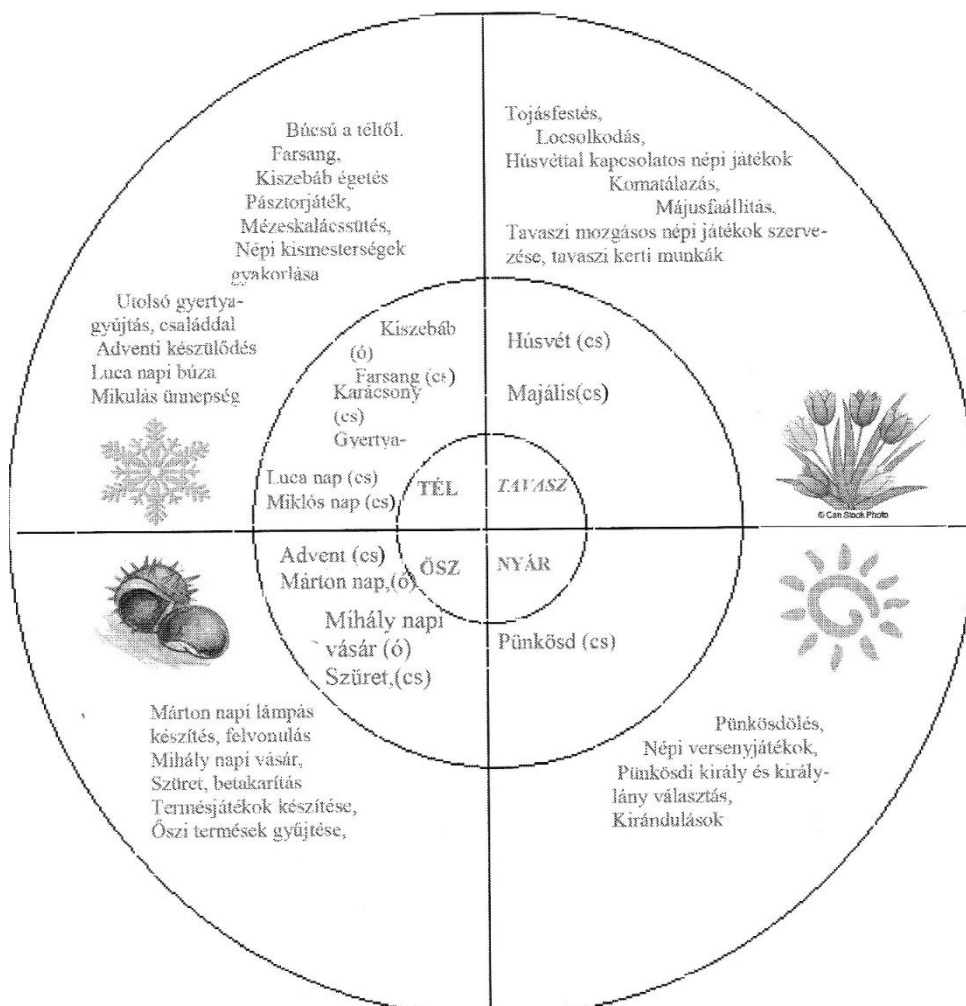 Búcsú a téltől.
Farsang,
Kiszebáb égetés
Pásztorjáték,
Mézeskalácssütés,
Népi kismesterségek
gyakorlása
Utolsó gyertya-
gyújtás, családdal
Adventi készülődés
Luca napi búza
Mikulás ünnepség
Tojásfestés,
Locsolkodás,
Húsvéttal kapcsolatos népi játékok
Komatálazás,
Májusfaállítás.
Tavaszi mozgásos népi játékok szerve-
zése, tavaszi kerti munkák
Kiszebáb
(ó)
Farsang (cs)
Karácsony
(cs)
Gyertya-
Luca nap (cs)
Miklós nap (cs)
TÉL
Húsvét (cs)
Majális(cs)
TAVASZ
© Can Stock Photo
Advent (cs)
Márton nap,(ó)
Mihály napi
vásár (ó)
Szüret,(cs)
ŐSZ
NYÁR
Pünkösd (cs)
Márton napi lámpás
készítés, felvonulás
Mihály napi vásár,
Szüret, betakarítás
Termésjátékok készítése,
Őszi termések gyűjtése,
Pünkösdölés,
Népi versenyjátékok,
Pünkösdi király és király-
lány választás,
Kirándulások